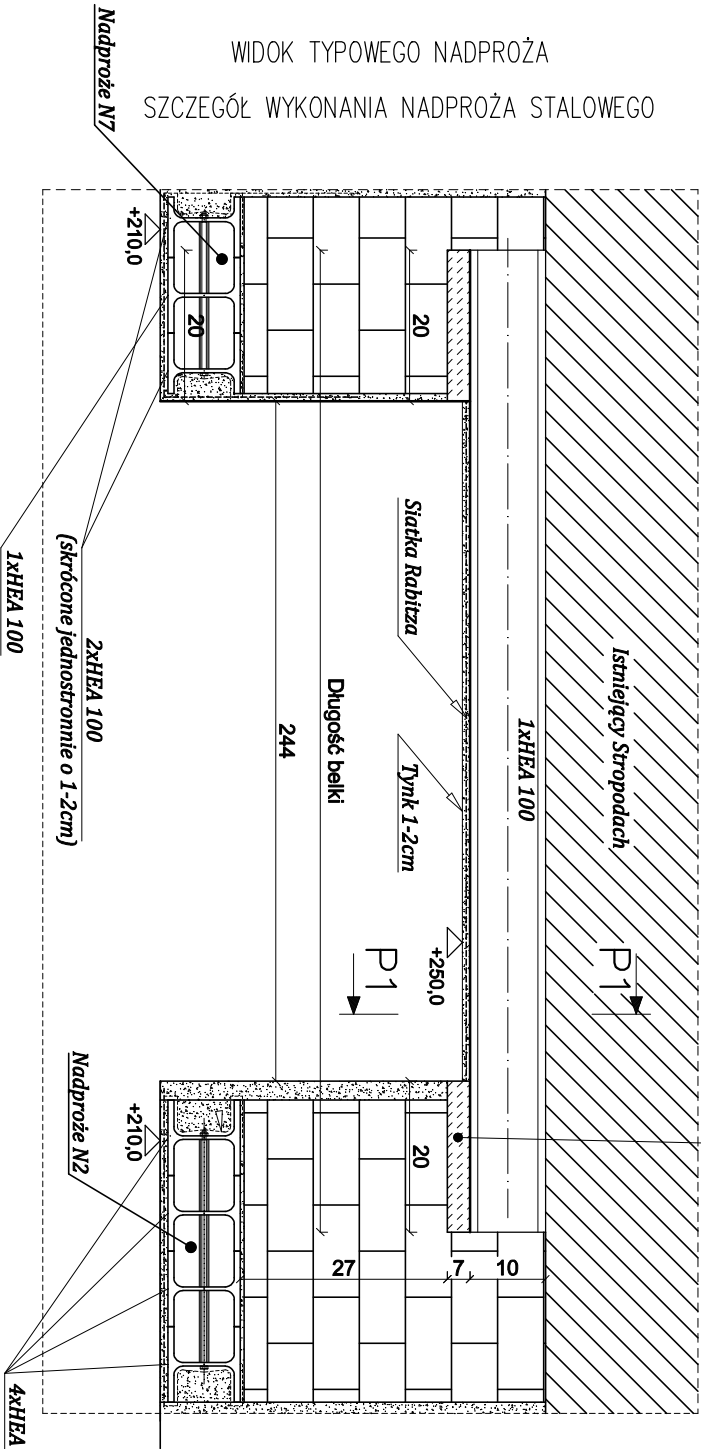 WIDOK TYPOWEGO NADPROŻA
SZCZEGÓŁ WYKONANIA NADPROŻA STALOWEGO
Istniejący Stropodach
P1
1xHEA 100
10
7
27
20
20
Siatka Rabitza
Tynk 1-2cm
+250,0
P1
Długość belki
244
20
Nadproże N7
+210,0
2xHEA 100
(skrócone jednostronnie o 1-2cm)
1xHEA 100
+210,0
Nadproże N2
4xHEA